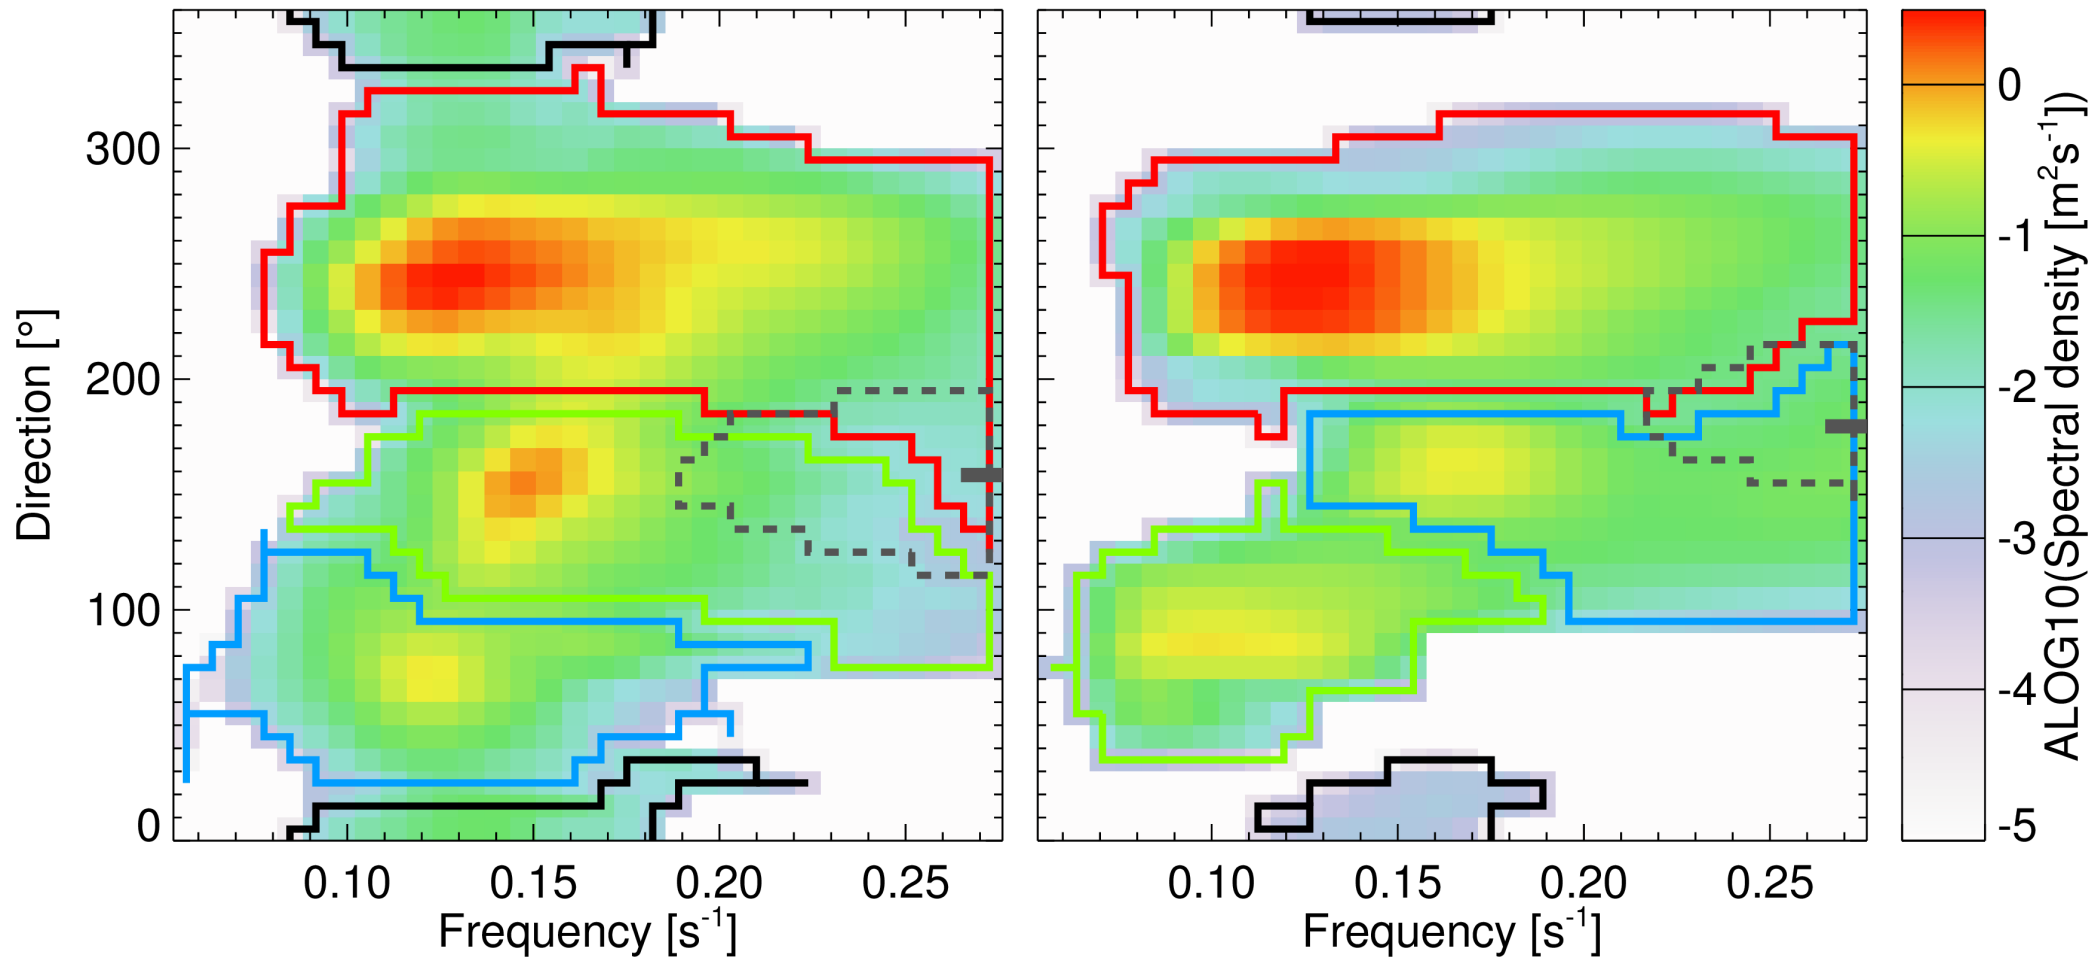 300
200
100
0
Direction [°]
0.10 0.15 0.20 0.25
Frequency [s⁻¹]
0.10 0.15 0.20 0.25
Frequency [s⁻¹]
0
-1
-2
-3
-4
-5
ALOG10(Spectral density [m²s⁻¹])